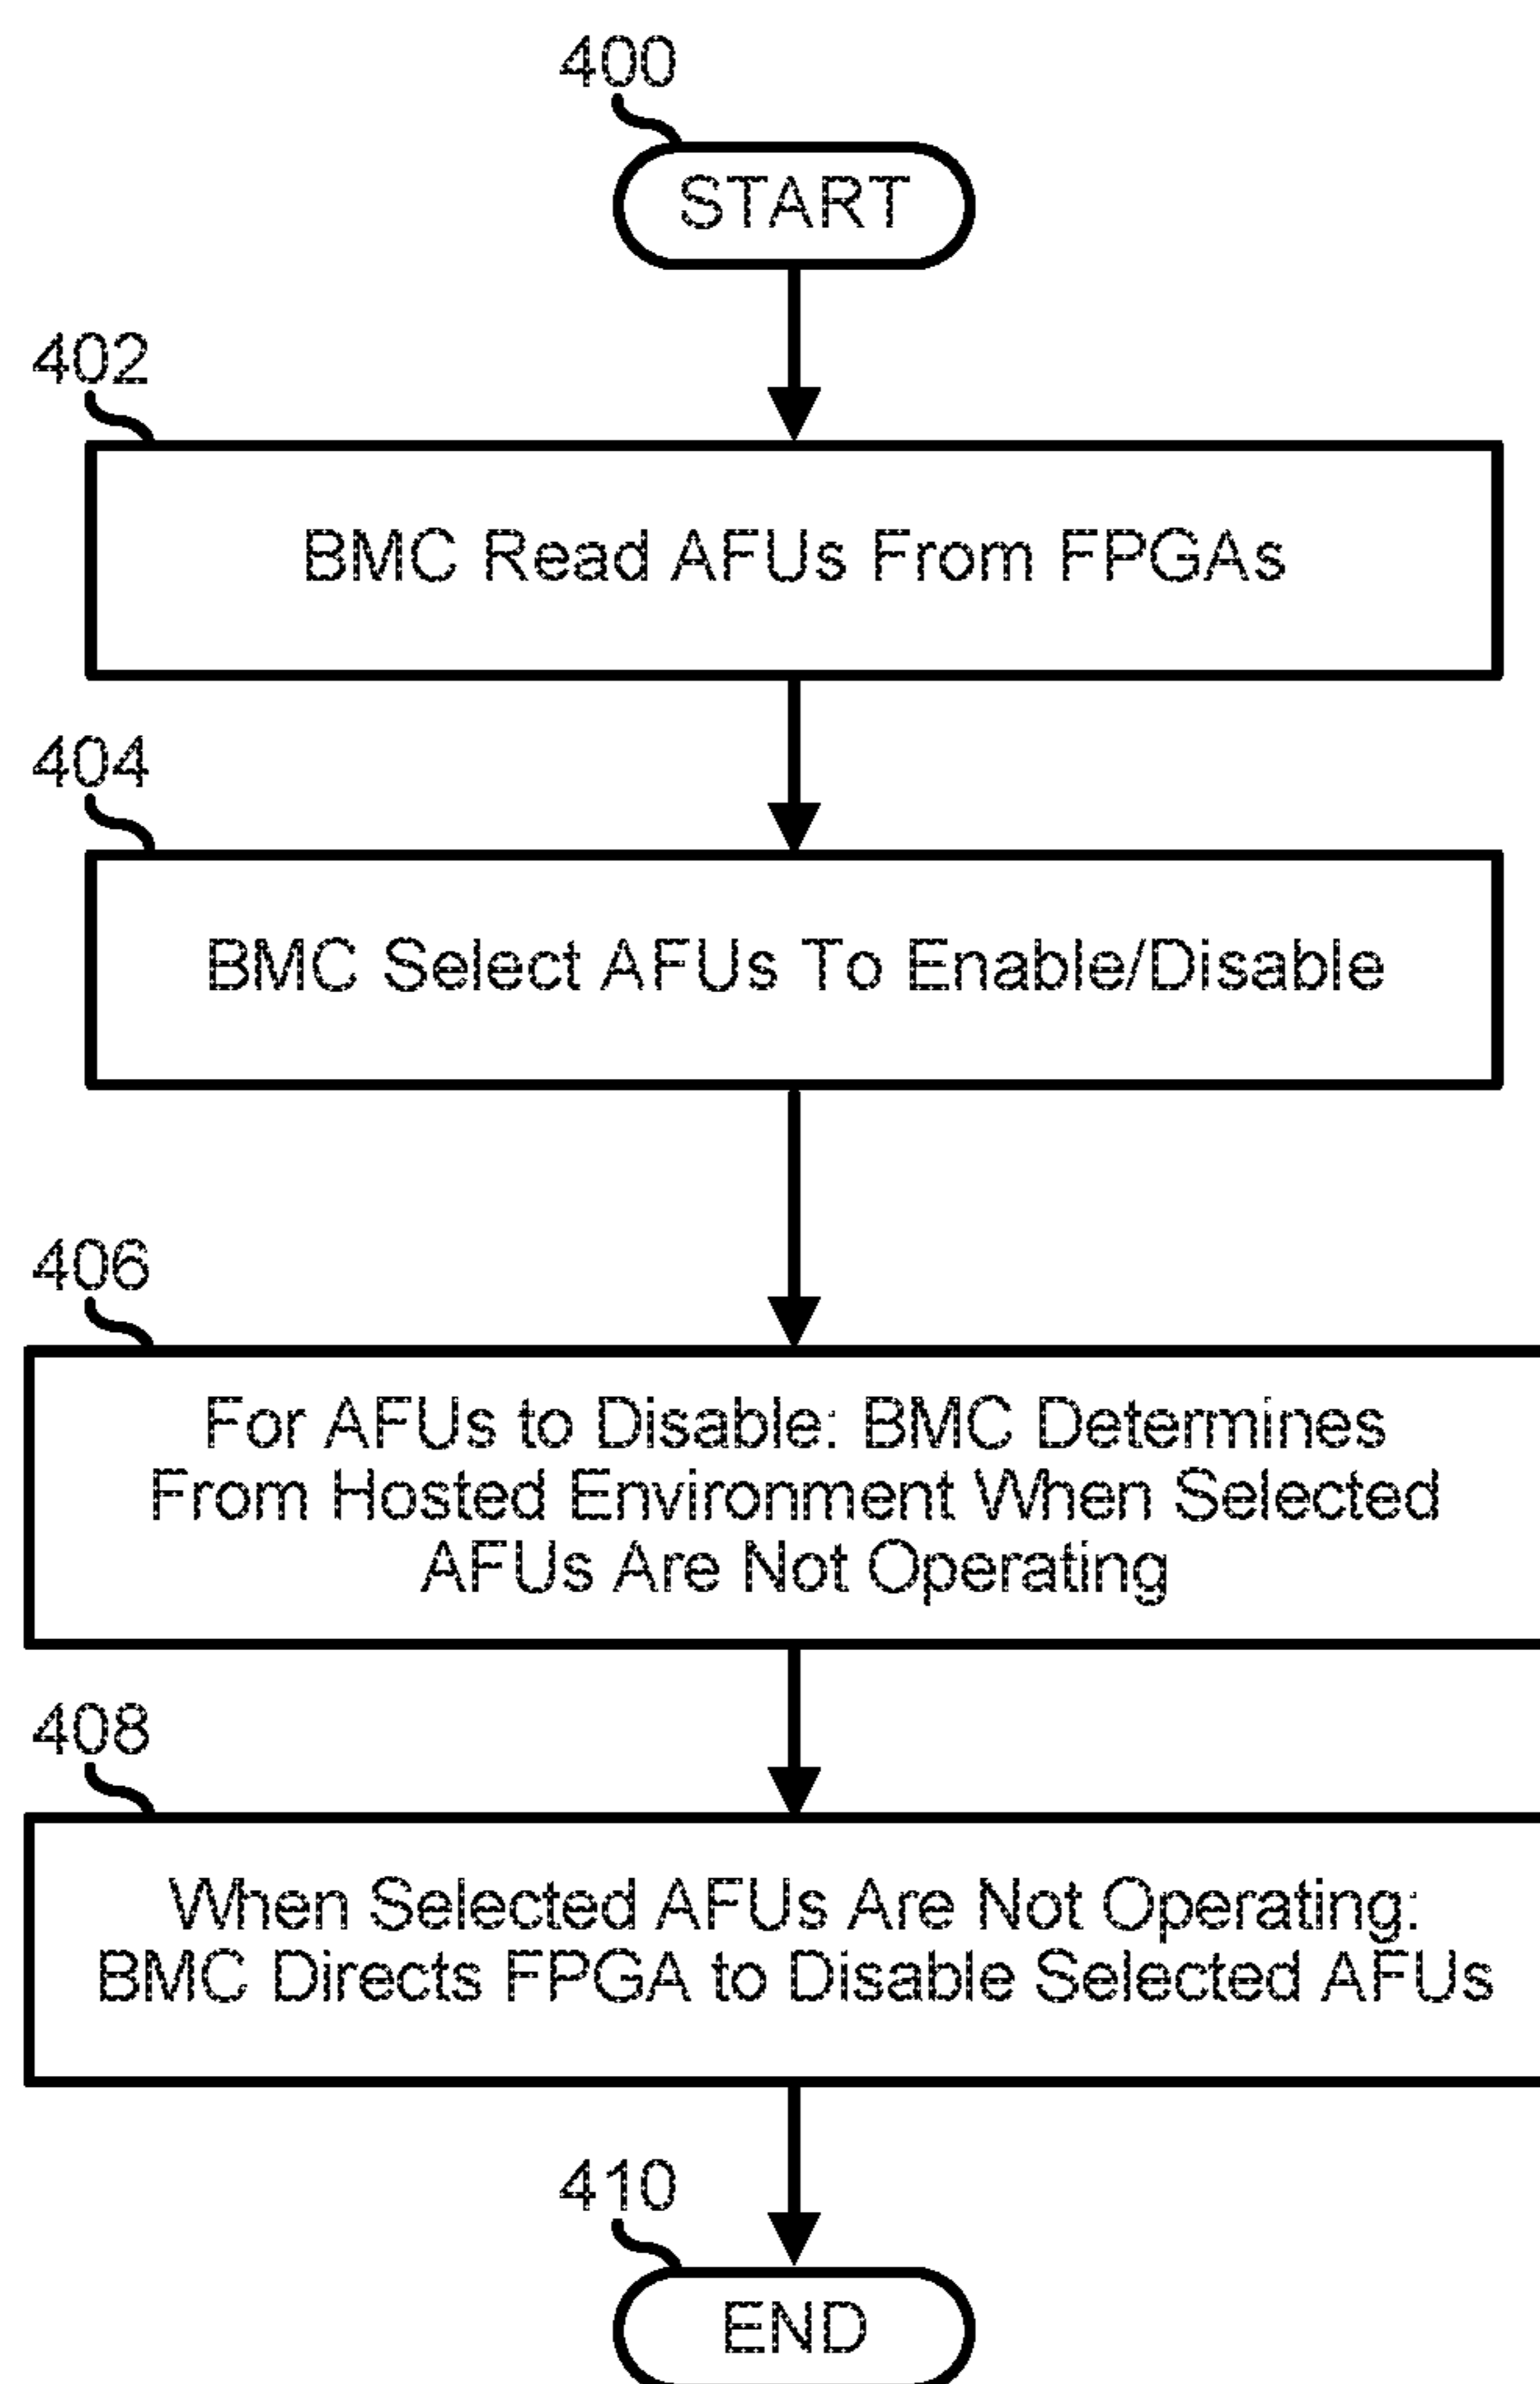 400
START
402
BMC Read AFUs From FPGAs
404
BMC Select AFUs To Enable/Disable
406
For AFUs to Disable: BMC Determines
From Hosted Environment When Selected
AFUs Are Not Operating
408
When Selected AFUs Are Not Operating:
BMC Directs FPGA to Disable Selected AFUs
410
END